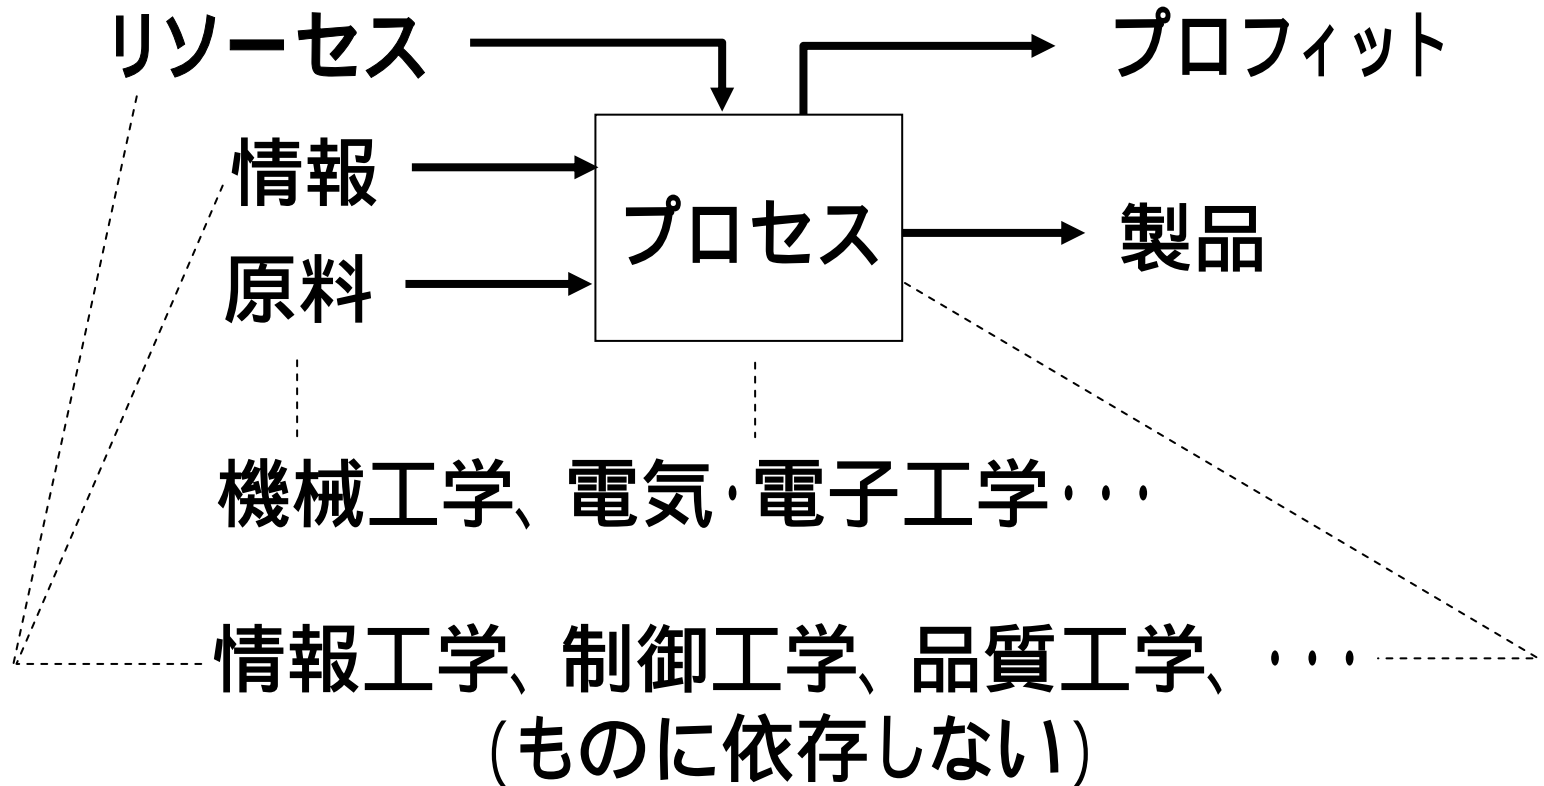 リソーセス
プロフィット
情報
プロセス
製品
原料
機械工学、電気・電子工学・・・
情報工学、制御工学、品質工学、・・・
(ものに依存しない)